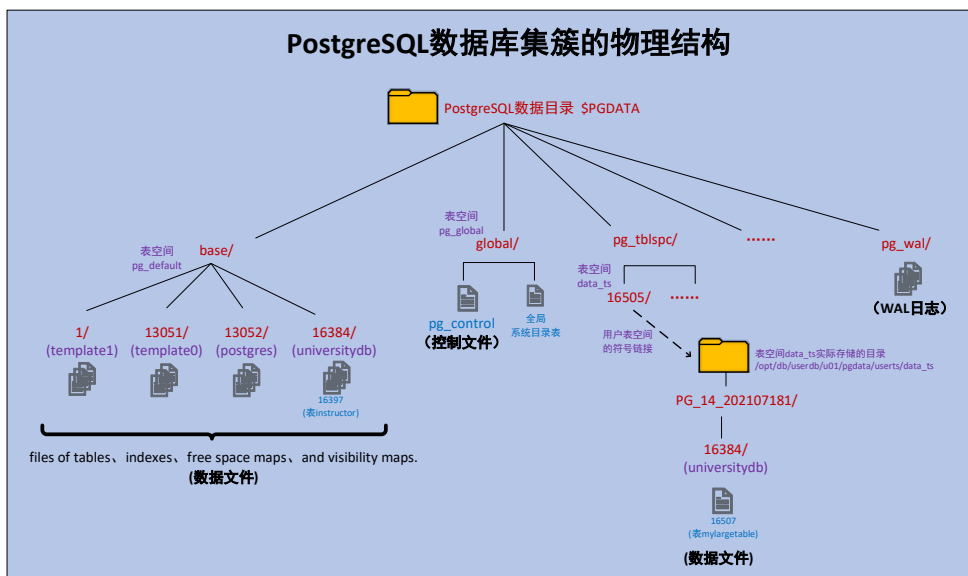 PostgreSQL数据库集簇的物理结构
PostgreSQL数据目录 $PGDATA
表空间
pg_default
base/
表空间
pg_global
global/
pg_tblspc/
······
pg_wal/
(WAL日志)
pg_control
(控制文件)
全局
系统目录表
表空间
data_ts
16505/
······
用户表空间
的符号链接
表空间data_ts实际存储的目录
/opt/db/userdb/u01/pgdata/userts/data_ts
1/
(template1)
13051/
(template0)
13052/
(postgres)
16384/
(universitydb)
16397
(表instructor)
files of tables、indexes、free space maps、and visibility maps.
(数据文件)
PG_14_202107181/
16384/
(universitydb)
16507
(表mylargetable)
(数据文件)